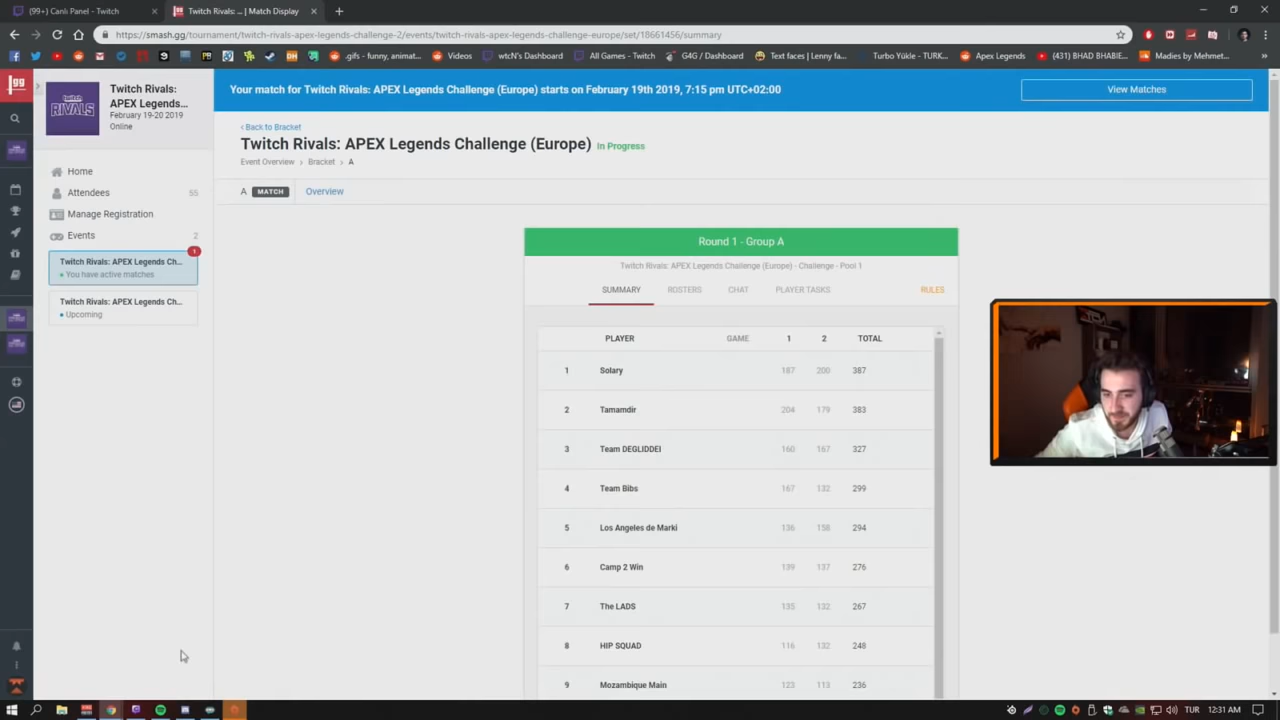 (99+) Canlı Panel - Twitch
Twitch Rivals: ... | Match Display
https://smash.gg/tournament/twitch-rivals-apex-legends-challenge-2/events/twitch-rivals-apex-legends-challenge-europe/set/18661456/summary
.gifs - funny, animat...
Videos
wtcN's Dashboard
All Games - Twitch
G4G / Dashboard
Text faces | Lenny fa...
Turbo Yükle - TURK...
Apex Legends
(431) BHAD BHABIE...
Madies by Mehmet...
.gg
TWITCH RIVALS
Twitch Rivals:
APEX Legends...
February 19-20 2019
Online
Home
Attendees 55
Manage Registration
Events 2
1
Twitch Rivals: APEX Legends Ch...
You have active matches
Twitch Rivals: APEX Legends Ch...
Upcoming
Your match for Twitch Rivals: APEX Legends Challenge (Europe) starts on February 19th 2019, 7:15 pm UTC+02:00
View Matches
‹ Back to Bracket
Twitch Rivals: APEX Legends Challenge (Europe) In Progress
Event Overview › Bracket › A
A MATCH Overview
Round 1 - Group A
Twitch Rivals: APEX Legends Challenge (Europe) - Challenge - Pool 1
SUMMARY ROSTERS CHAT PLAYER TASKS RULES
PLAYER GAME 1 2 TOTAL
1 Solary 187 200 387
2 Tamamdir 204 179 383
3 Team DEGLIDDEI 160 167 327
4 Team Bibs 167 132 299
5 Los Angeles de Marki 136 158 294
6 Camp 2 Win 139 137 276
7 The LADS 135 132 267
8 HIP SQUAD 116 132 248
9 Mozambique Main 123 113 236
TUR 12:31 AM